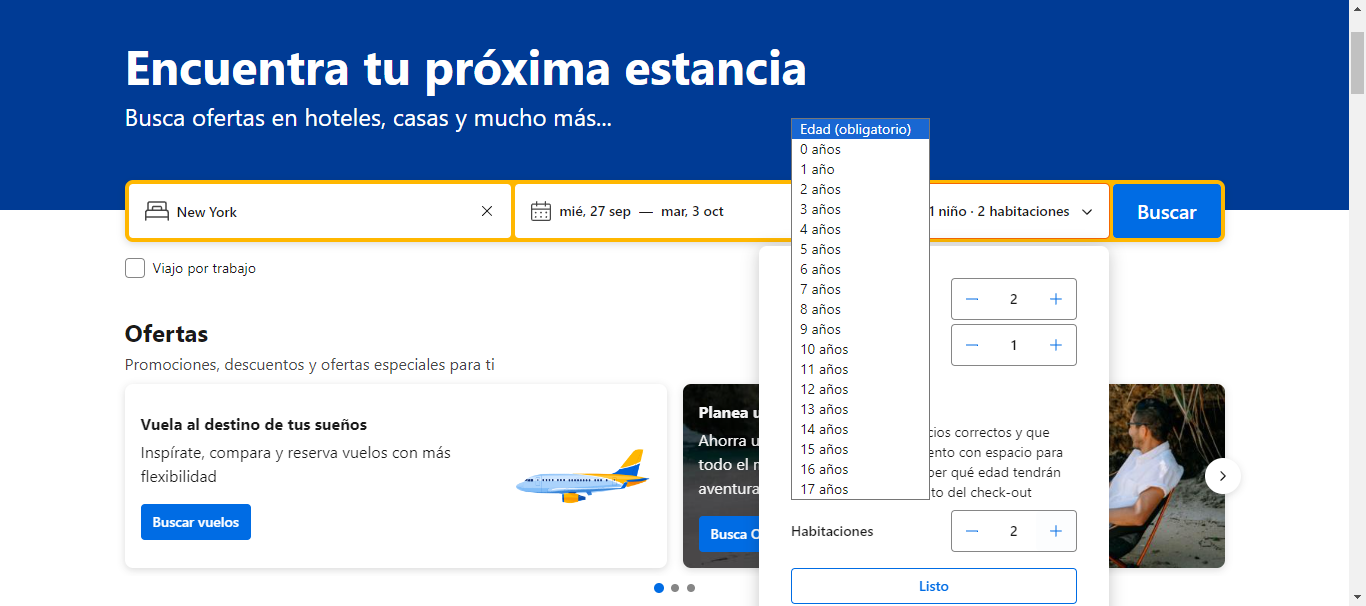 Encuentra tu próxima estancia
Busca ofertas en hoteles, casas y mucho más...
New York
mié, 27 sep — mar, 3 oct
1 niño · 2 habitaciones
Buscar
Viajo por trabajo
Edad (obligatorio)
0 años
1 año
2 años
3 años
4 años
5 años
6 años
7 años
8 años
9 años
10 años
11 años
12 años
13 años
14 años
15 años
16 años
17 años
2
1
correctos y que
con espacio para
qué edad tendrán
del check-out
Habitaciones
2
Listo
Ofertas
Promociones, descuentos y ofertas especiales para ti
Vuela al destino de tus sueños
Inspírate, compara y reserva vuelos con más
flexibilidad
Buscar vuelos
Planea
Ahorra
todo el
aventura
Busca